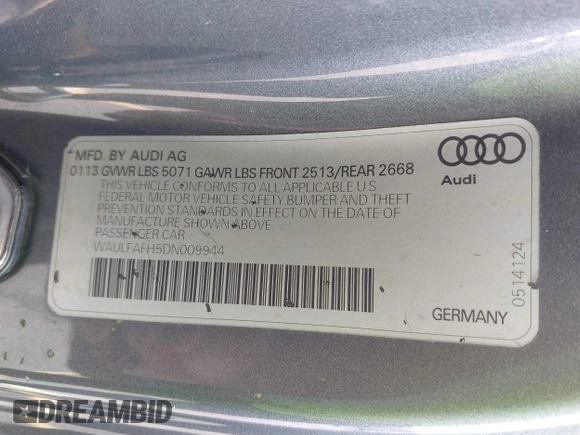 MFD. BY AUDI AG
0113 GVWR LBS 5071 GAWR LBS FRONT 2513/REAR 2668
THIS VEHICLE CONFORMS TO ALL APPLICABLE U S
FEDERAL MOTOR VEHICLE SAFETY BUMPER AND THEFT
PREVENTION STANDARDS IN EFFECT ON THE DATE OF
MANUFACTURE SHOWN ABOVE
PASSENGER CAR
WAULFAFH5DN009944
Audi
0514124
GERMANY
DREAMBID